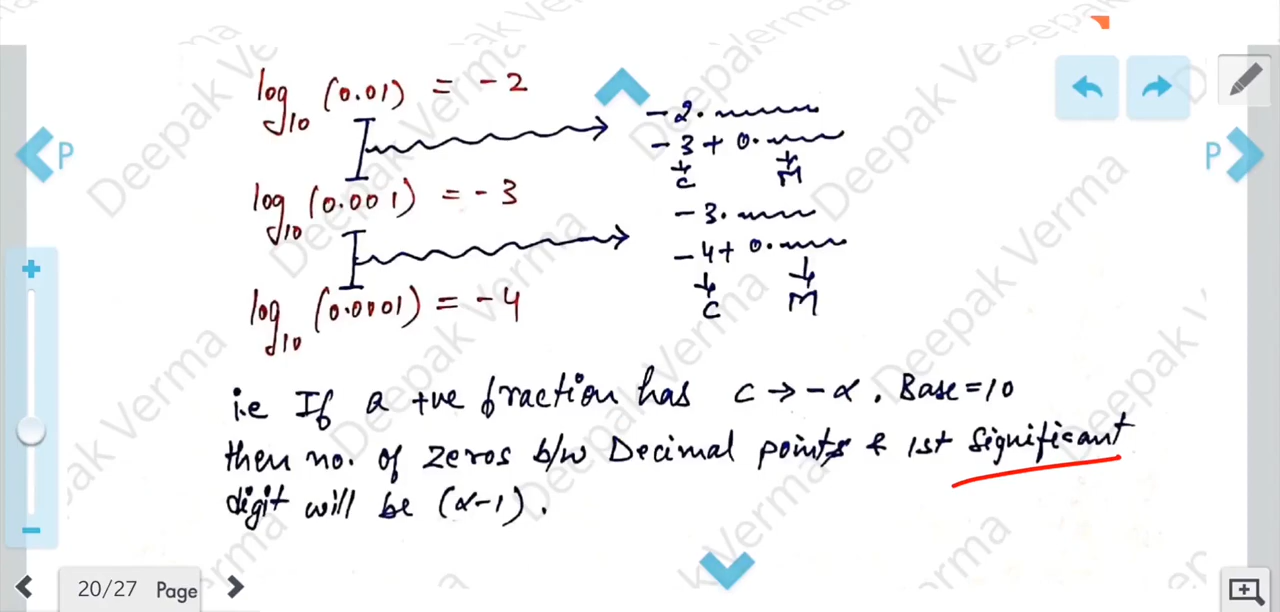 log10 (0.01) = -2
-2.
-3 + 0.
C M
log10 (0.001) = -3
-3.
-4 + 0.
C M
log10 (0.0001) = -4
i.e If a +ve fraction has C → -α. Base = 10
then no. of zeros b/w Decimal points & 1st Significant
digit will be (α-1).
P
P
20/27 Page
Deepak Verma